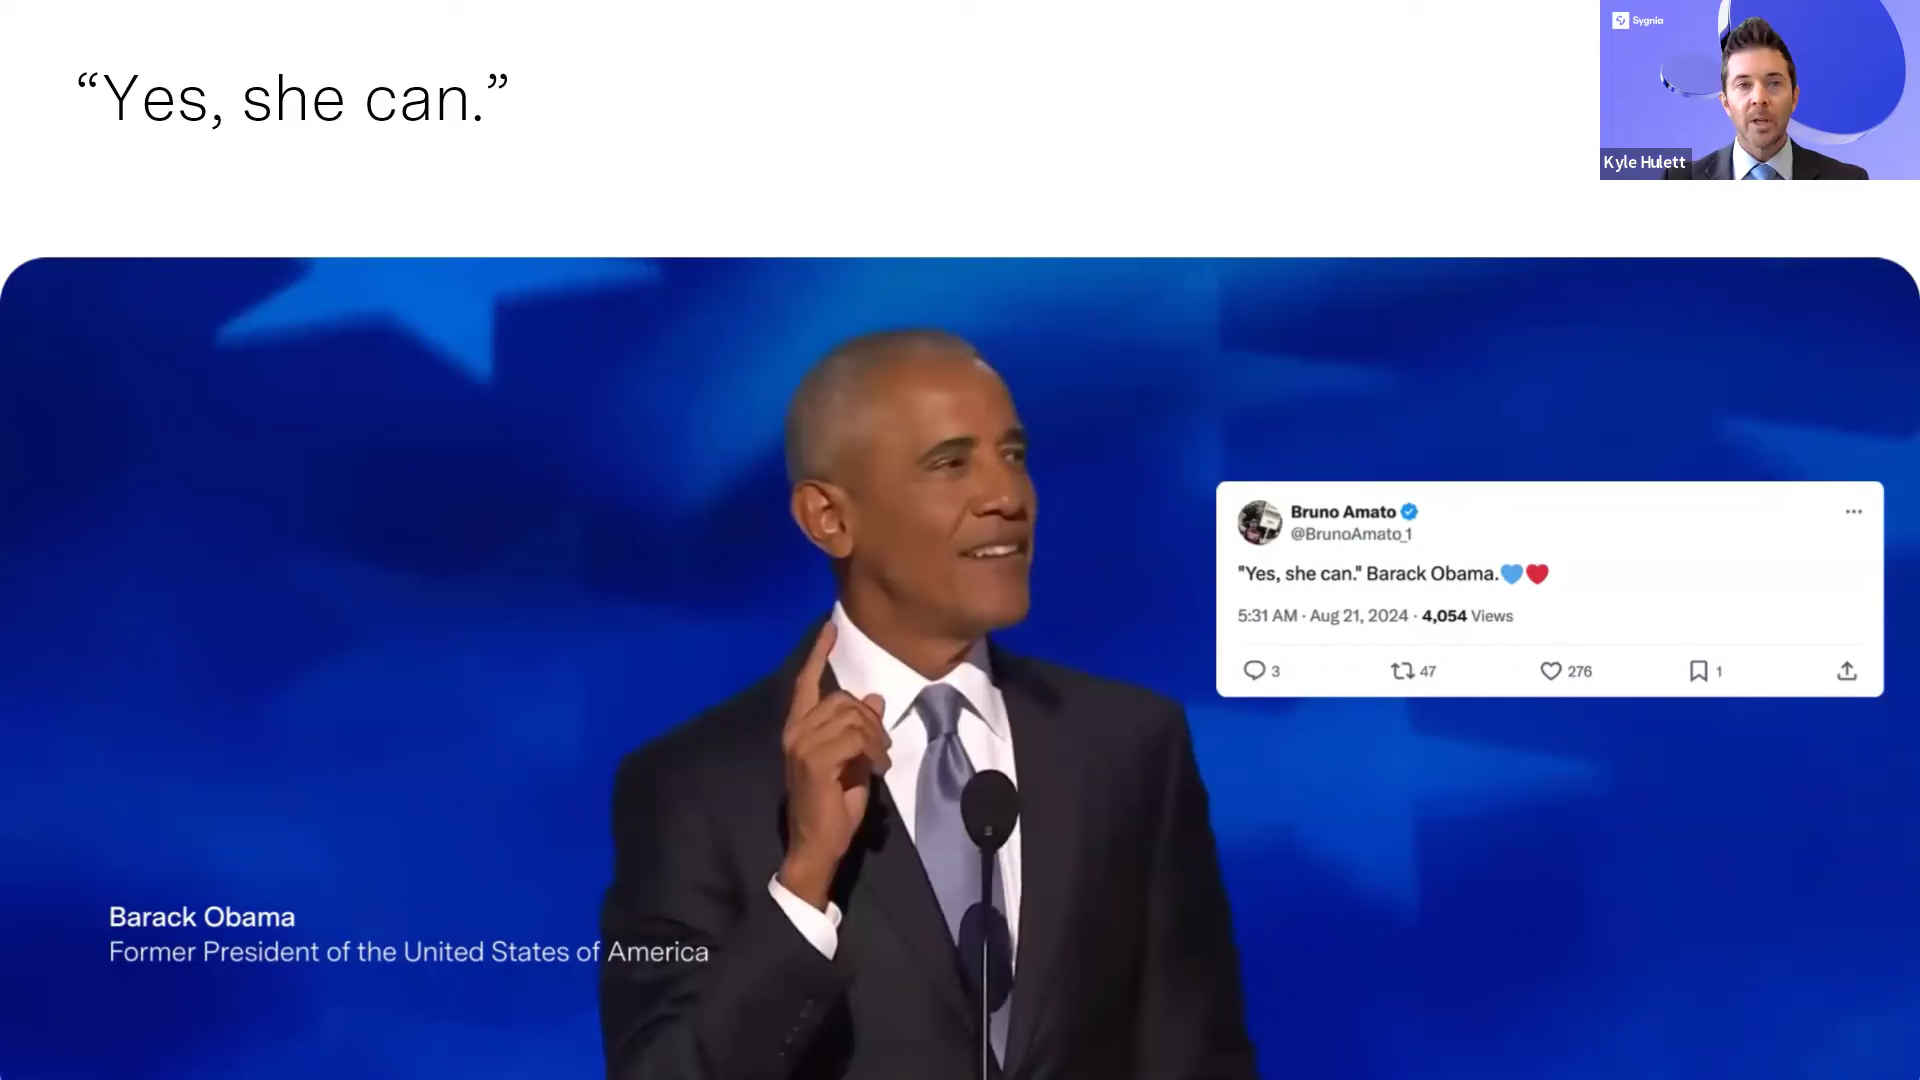 “Yes, she can.”
Sygnia
Kyle Hulett
Bruno Amato
@BrunoAmato_1
"Yes, she can." Barack Obama.💙❤️
5:31 AM · Aug 21, 2024 · 4,054 Views
3 47 276 1
Barack Obama
Former President of the United States of America